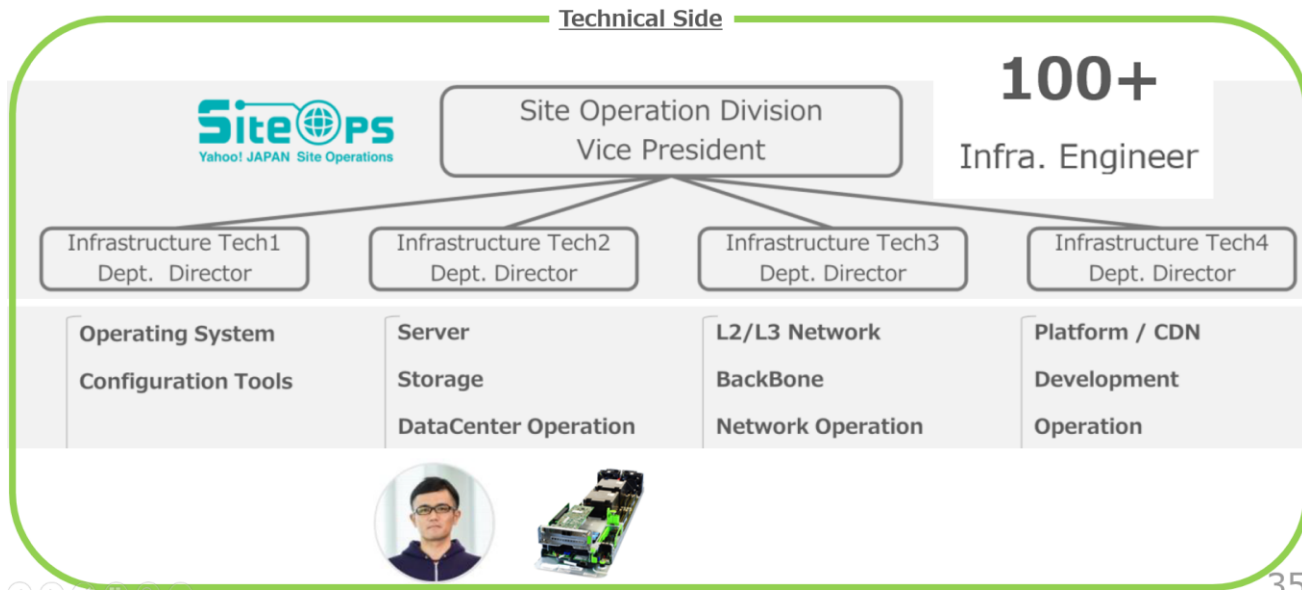 Technical Side
SiteOps
Yahoo! JAPAN Site Operations
Site Operation Division
Vice President
100+
Infra. Engineer
Infrastructure Tech1
Dept. Director
Infrastructure Tech2
Dept. Director
Infrastructure Tech3
Dept. Director
Infrastructure Tech4
Dept. Director
Operating System
Configuration Tools
Server
Storage
DataCenter Operation
L2/L3 Network
BackBone
Network Operation
Platform / CDN
Development
Operation
35